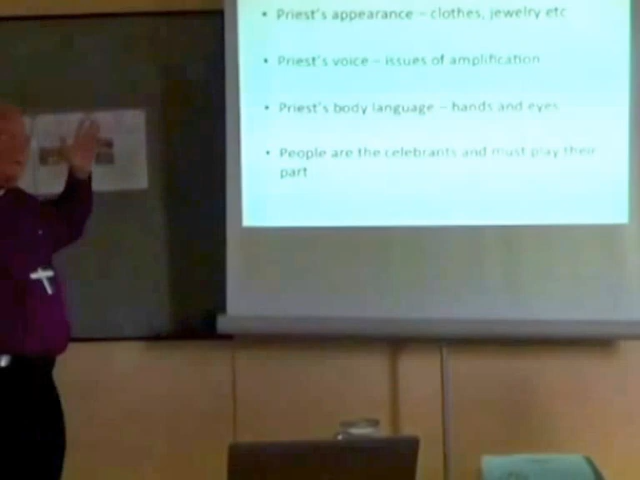 • Priest's appearance – clothes, jewelry etc
• Priest's voice – issues of amplification
• Priest's body language – hands and eyes
• People are the celebrants and must play their
part